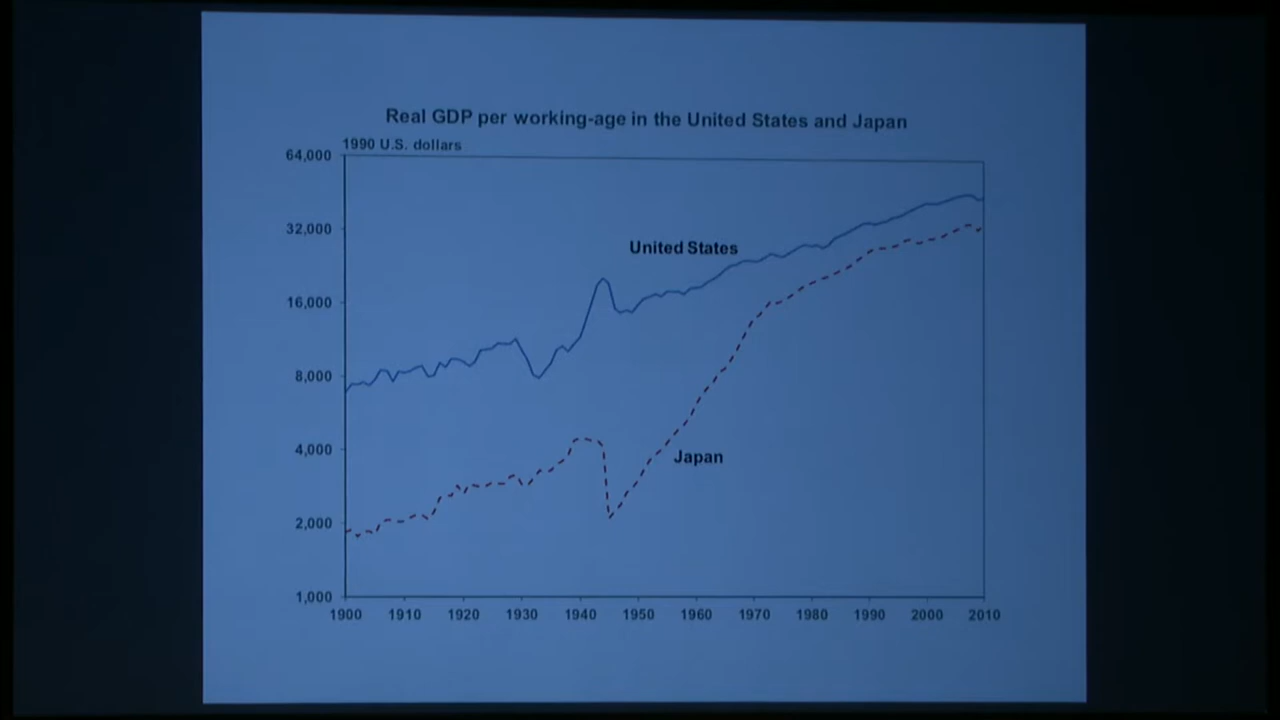 Real GDP per working-age in the United States and Japan
1990 U.S. dollars
64,000
32,000
United States
16,000
8,000
4,000
Japan
2,000
1,000
1900 1910 1920 1930 1940 1950 1960 1970 1980 1990 2000 2010